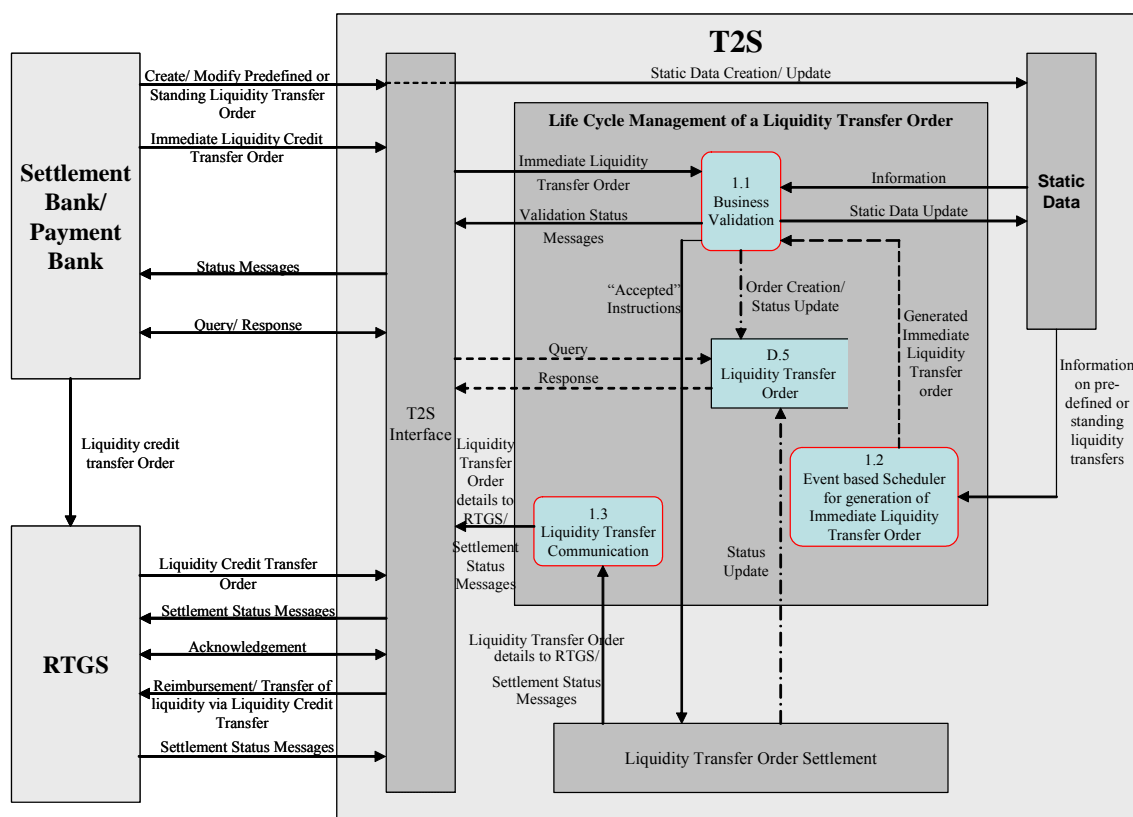 T2S
Create/ Modify Predefined or
Standing Liquidity Transfer
Order
Static Data Creation/ Update
Immediate Liquidity Credit
Transfer Order
Settlement
Bank/
Payment
Bank
Status Messages
Query/ Response
Liquidity credit
transfer Order
T2S
Interface
Life Cycle Management of a Liquidity Transfer Order
Immediate Liquidity
Transfer Order
1.1
Business
Validation
Information
Static Data Update
Static
Data
Validation Status
Messages
“Accepted”
Instructions
Order Creation/
Status Update
Generated
Immediate
Liquidity
Transfer
order
Query
Response
D.5
Liquidity Transfer
Order
Information
on pre-
defined or
standing
liquidity
transfers
Liquidity
Transfer
Order
details to
RTGS/
Settlement
Status
Messages
1.3
Liquidity Transfer
Communication
1.2
Event based Scheduler
for generation of
Immediate Liquidity
Transfer Order
Status
Update
RTGS
Liquidity Credit Transfer
Order
Settlement Status Messages
Acknowledgement
Reimbursement/ Transfer of
liquidity via Liquidity Credit
Transfer
Settlement Status Messages
Liquidity Transfer Order
details to RTGS/
Settlement Status
Messages
Liquidity Transfer Order Settlement